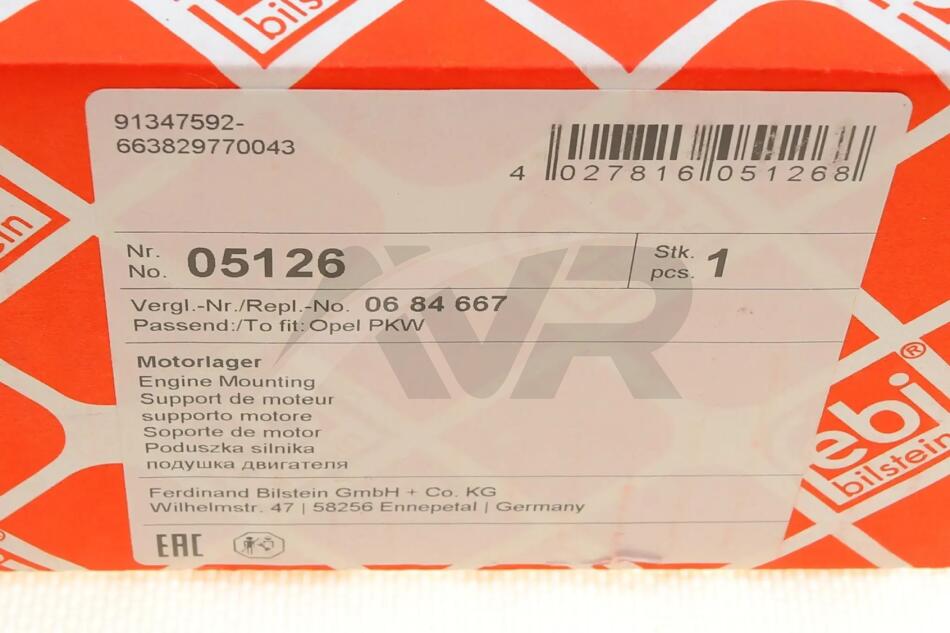 bilstein
91347592-
663829770043
4 027816 051268
Nr.
No. 05126
Stk.
pcs. 1
Vergl.-Nr./Repl.-No. 06 84 667
Passend:/To fit: Opel PKW
AVR
Motorlager
Engine Mounting
Support de moteur
supporto motore
Soporte de motor
Poduszka silnika
подушка двигателя
Ferdinand Bilstein GmbH + Co. KG
Wilhelmstr. 47 | 58256 Ennepetal | Germany
EAC
febi®
bilstein